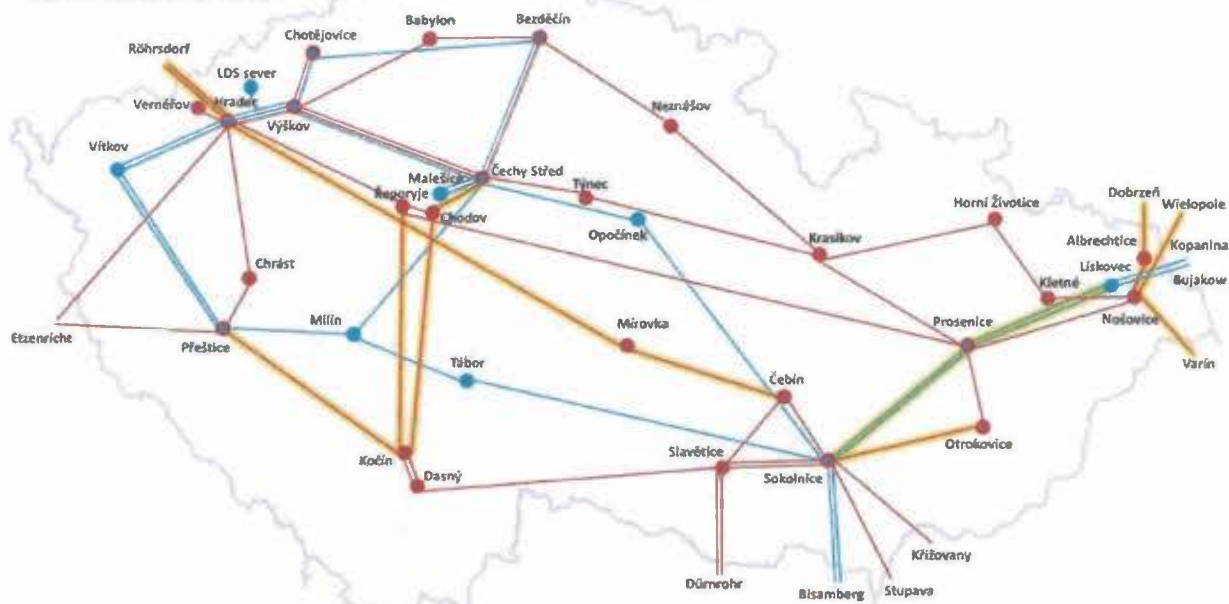 Babylon
Bezděčín
Chotějovice
Röhrsdorf
LDS sever
Vernéřov
Hradec
Výškov
Neznášov
Vítkov
Malešice
Čechy Střed
Týnec
Řeporyje
Chodov
Opočínek
Horní Životice
Dobrzeń
Wielopole
Albrechtice
Kopanina
Lískovec
Bujakow
Krasíkov
Kletné
Nošovice
Chrást
Etzenricht
Přeštice
Milín
Mírovka
Prosenice
Varín
Tábor
Čebín
Otrokovice
Kočín
Dasný
Slavětice
Sokolnice
Křižovany
Dürnrohr
Bisamberg
Stupava